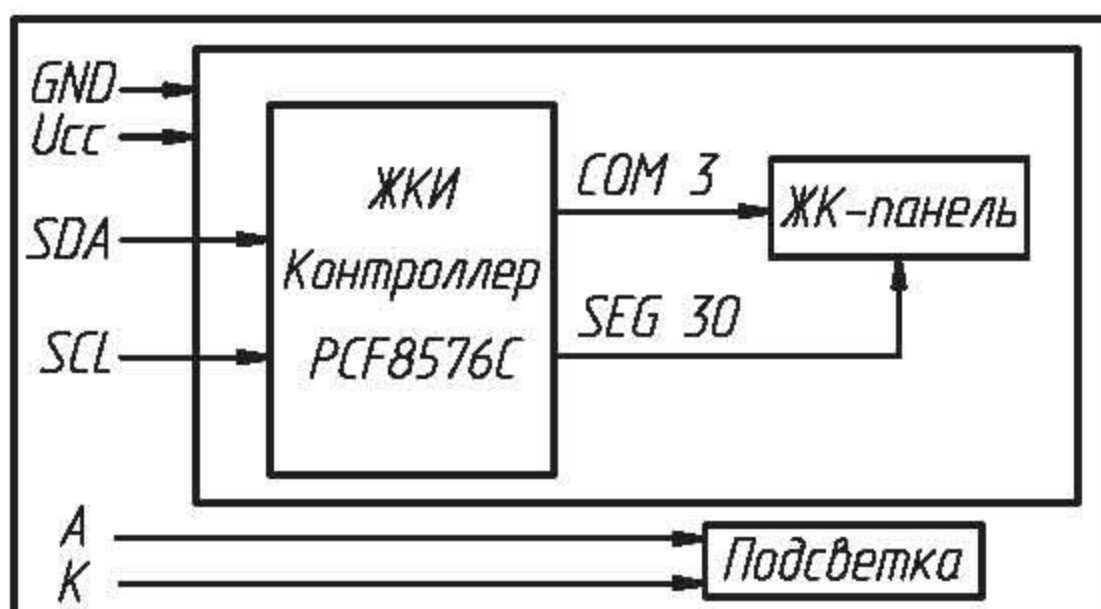 GND
Ucc
SDA
SCL
ЖКИ
Контроллер
PCF8576C
COM 3
SEG 30
ЖК-панель
A
K
Подсветка